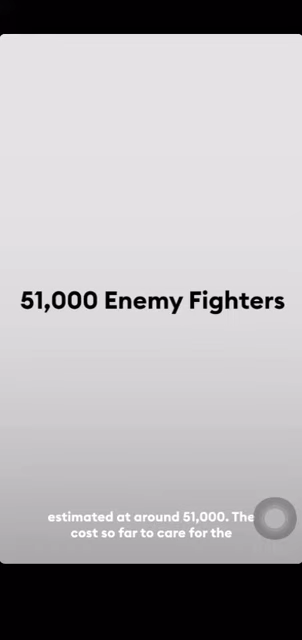 51,000 Enemy Fighters
estimated at around 51,000. The
cost so far to care for the